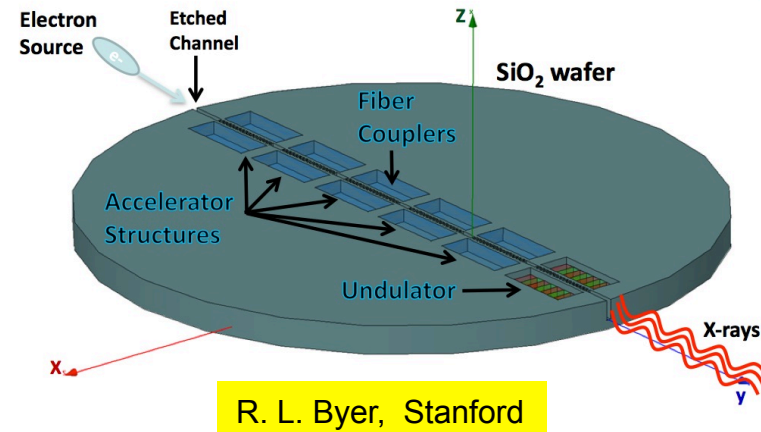 Electron
Source
e-
Etched
Channel
Z
SiO2 wafer
Fiber
Couplers
Accelerator
Structures
Undulator
X-rays
X
y
R. L. Byer, Stanford